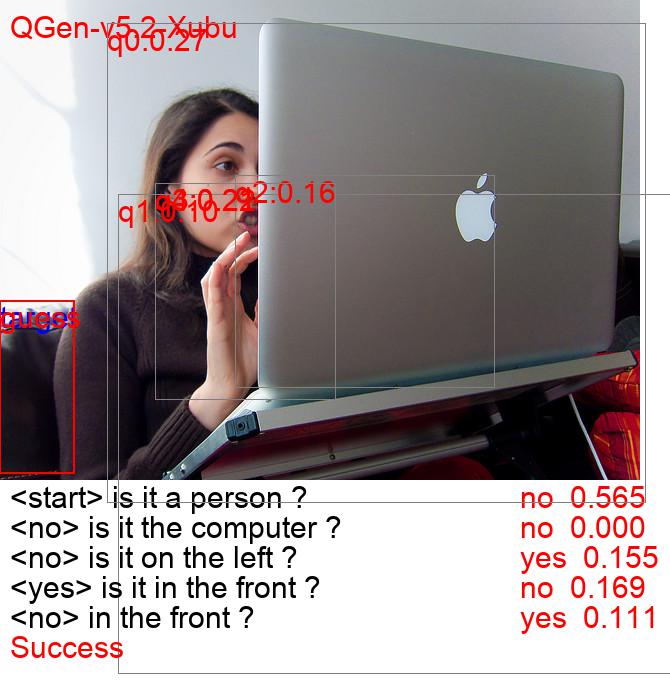 QGen-v5.2-Xubu
q0:0.27
q2:0.16
q1:0.10
<start> is it a person ? no 0.565
<no> is it the computer ? no 0.000
<no> is it on the left ? yes 0.155
<yes> is it in the front ? no 0.169
<no> in the front ? yes 0.111
Success